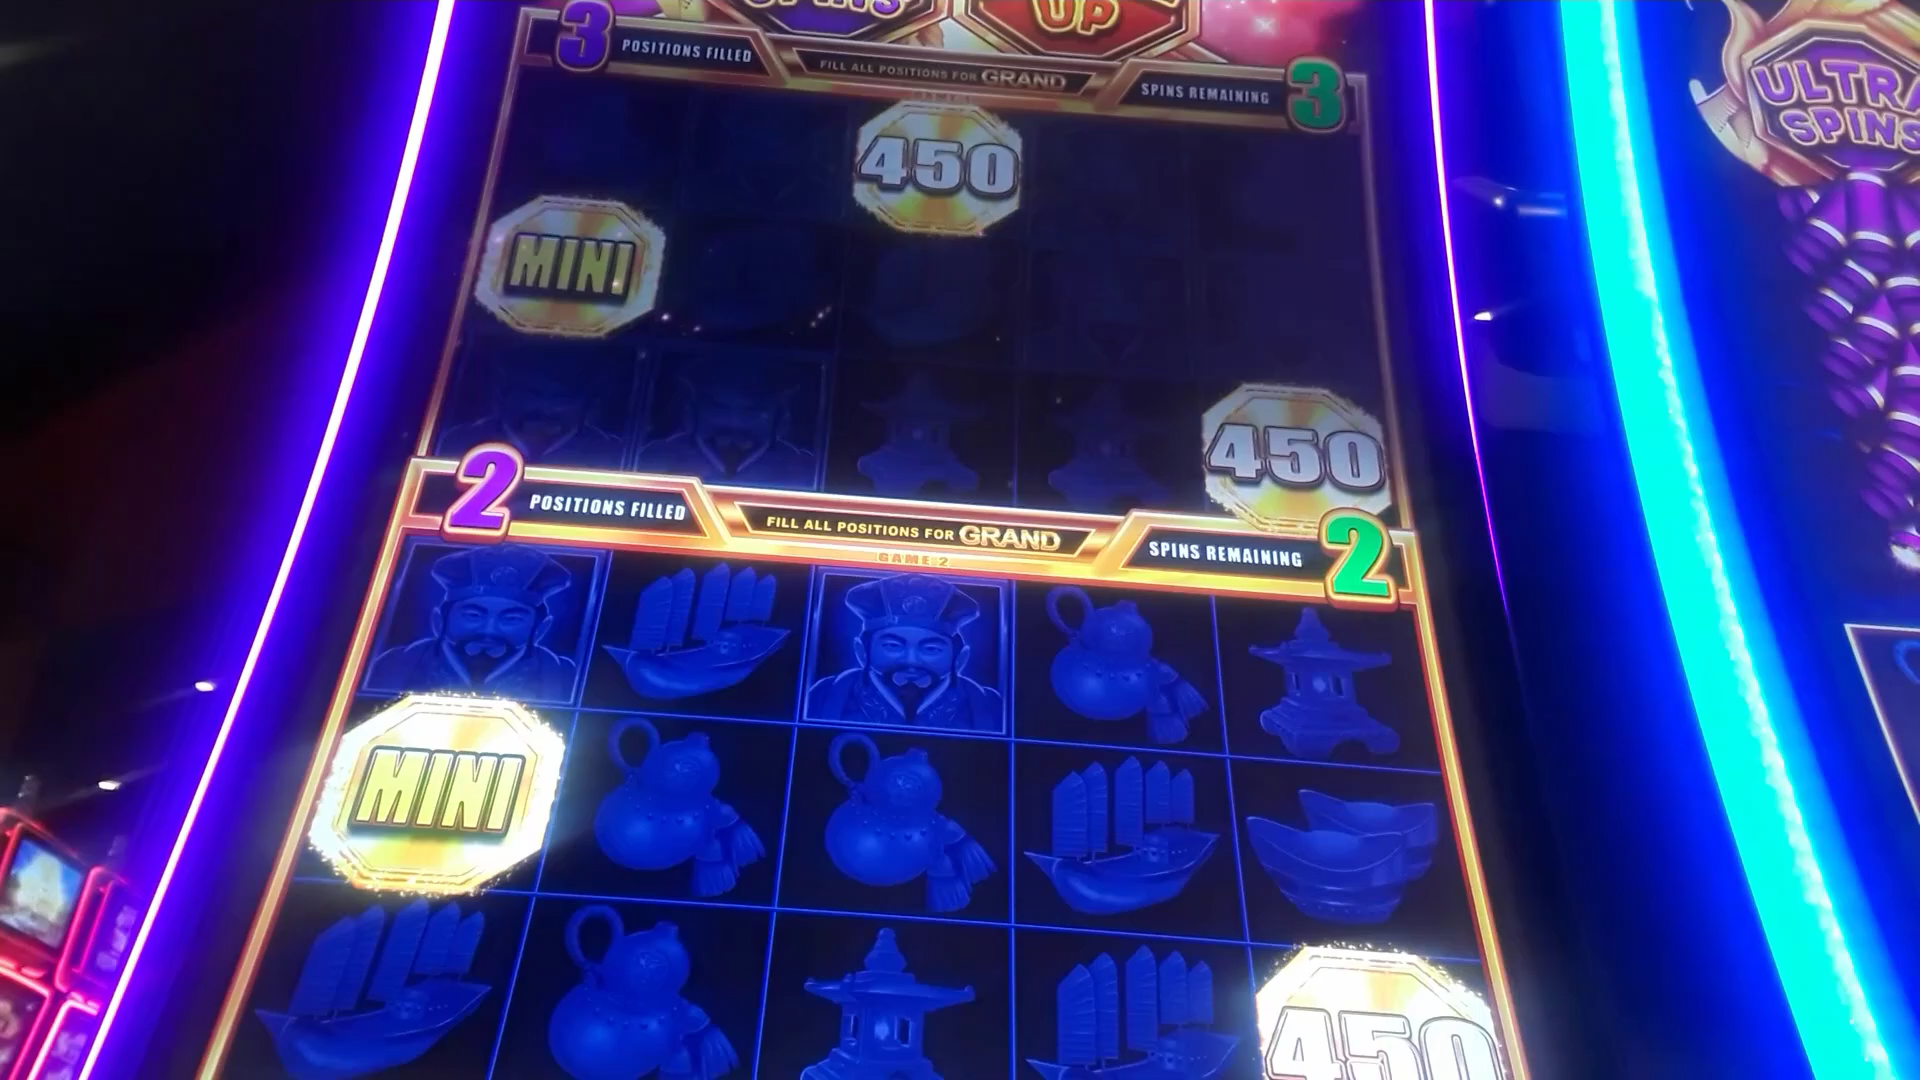 SPINS
UP
3 POSITIONS FILLED
FILL ALL POSITIONS FOR GRAND
SPINS REMAINING 3
ULTRA
SPINS
450
MINI
450
2 POSITIONS FILLED
FILL ALL POSITIONS FOR GRAND
SPINS REMAINING 2
GAME 2
MINI
450